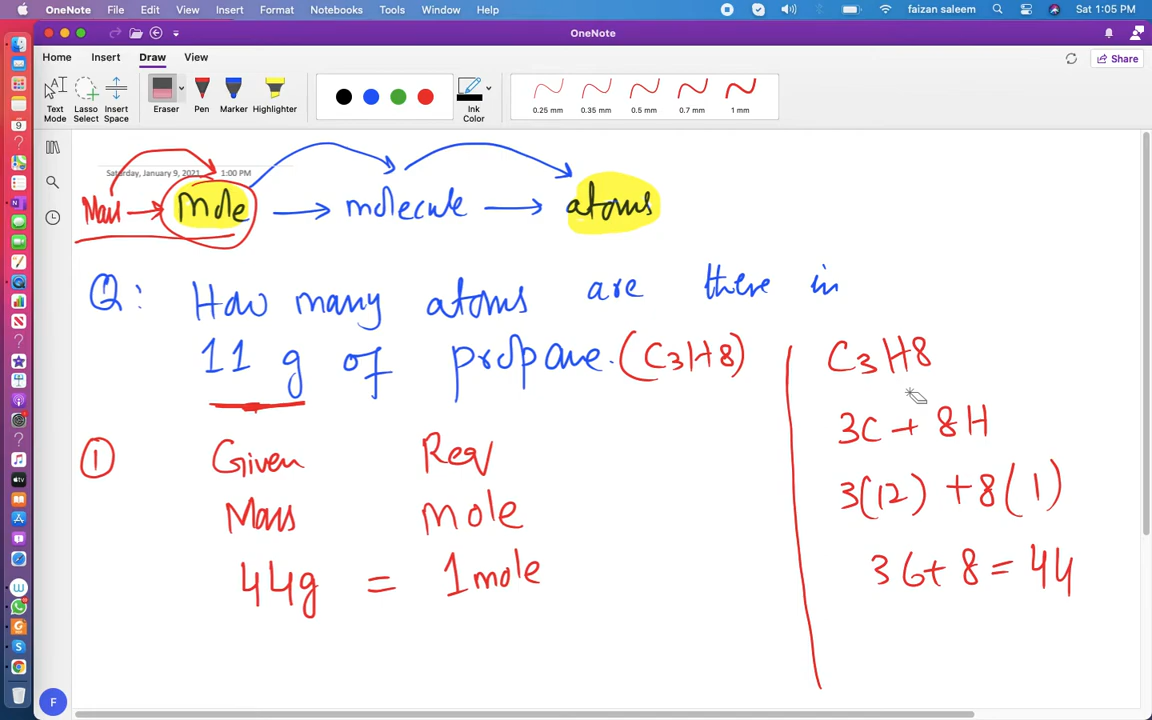 OneNote File Edit View Insert Format Notebooks Tools Window Help faizan saleem Sat 1:05 PM
OneNote
Home Insert Draw View Share
Text Mode Lasso Select Insert Space Eraser Pen Marker Highlighter Ink Color 0.25 mm 0.35 mm 0.5 mm 0.7 mm 1 mm
Saturday, January 9, 2021 1:00 PM
Mass → mole → molecule → atoms
Q: How many atoms are there in
11 g of propane. (C3H8)
① Given Req
Mass mole
44g = 1mole
C3H8
3C + 8H
3(12) + 8(1)
36+ 8 = 44
F